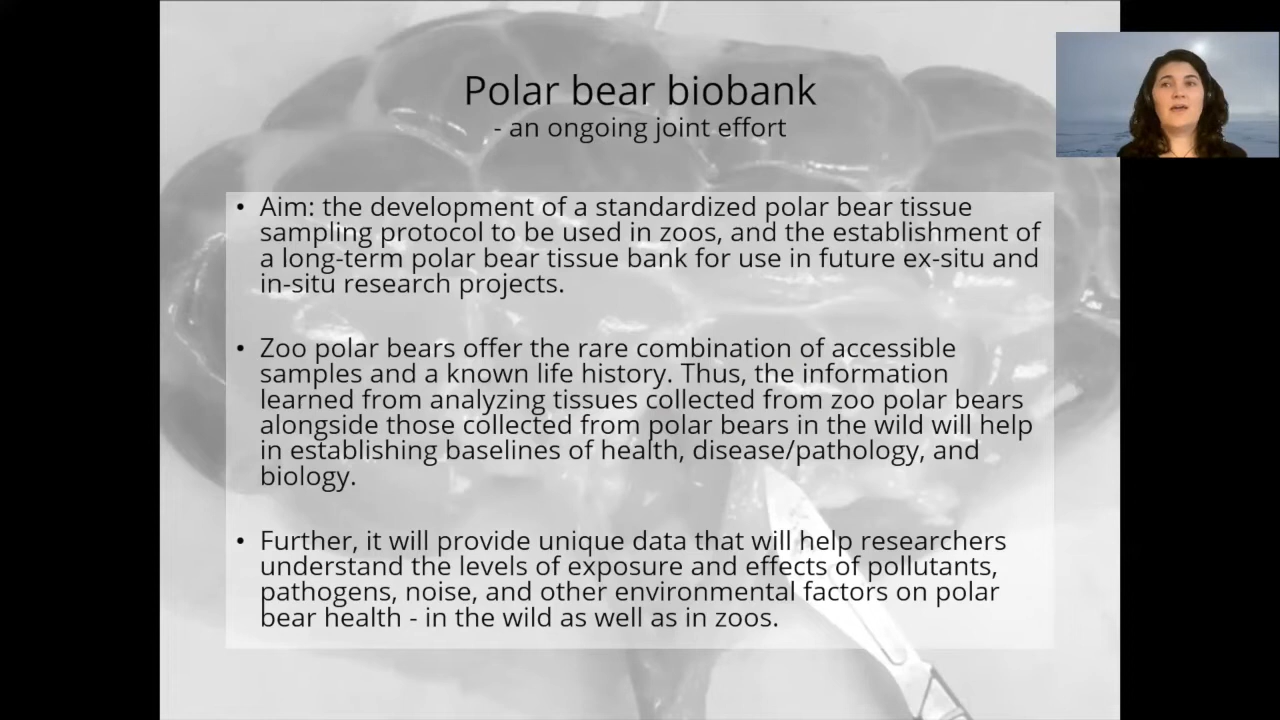 Polar bear biobank
- an ongoing joint effort
• Aim: the development of a standardized polar bear tissue
sampling protocol to be used in zoos, and the establishment of
a long-term polar bear tissue bank for use in future ex-situ and
in-situ research projects.
• Zoo polar bears offer the rare combination of accessible
samples and a known life history. Thus, the information
learned from analyzing tissues collected from zoo polar bears
alongside those collected from polar bears in the wild will help
in establishing baselines of health, disease/pathology, and
biology.
• Further, it will provide unique data that will help researchers
understand the levels of exposure and effects of pollutants,
pathogens, noise, and other environmental factors on polar
bear health - in the wild as well as in zoos.